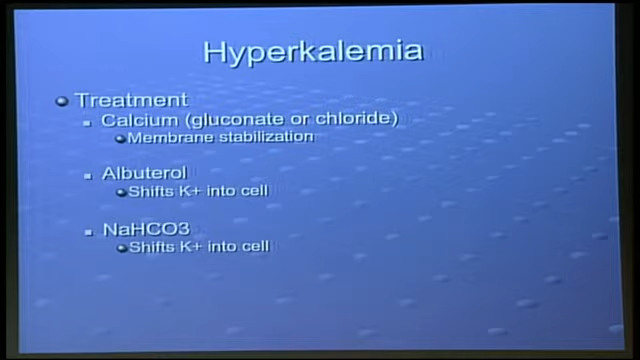 Hyperkalemia
Treatment
Calcium (gluconate or chloride)
Membrane stabilization
Albuterol
Shifts K+ into cell
NaHCO3
Shifts K+ into cell